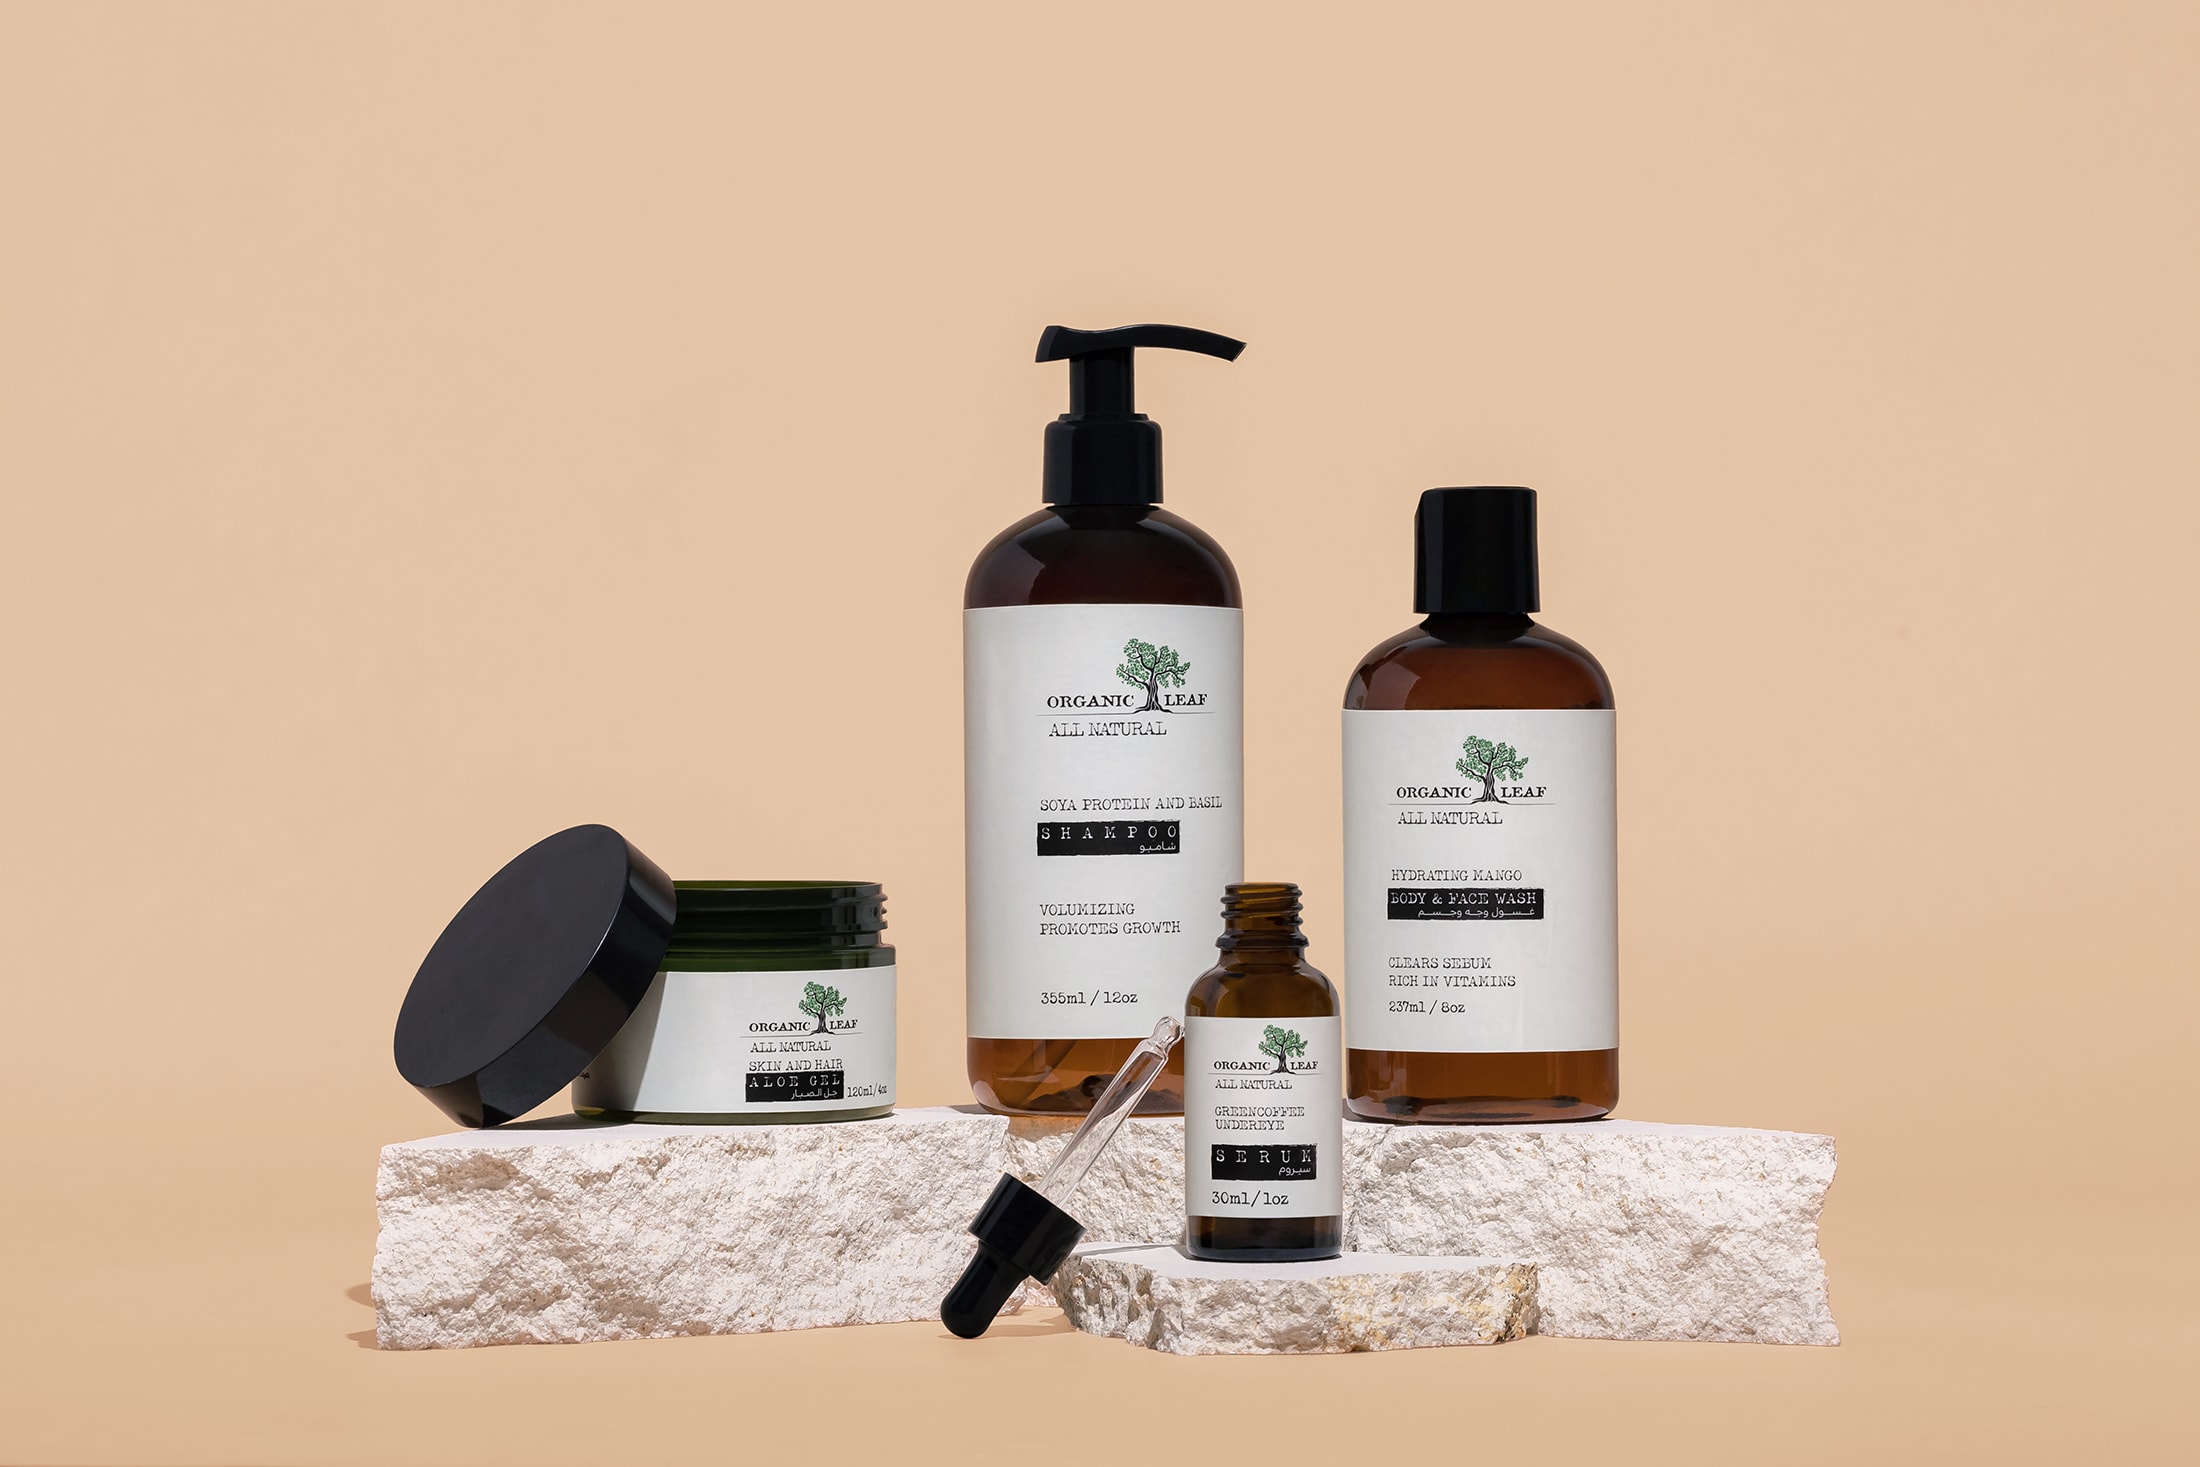 ORGANIC LEAF
ALL NATURAL
SKIN AND HAIR
ALOE GEL
جل الصبار
120ml/4oz
ORGANIC LEAF
ALL NATURAL
SOYA PROTEIN AND BASIL
SHAMPOO
شامبو
VOLUMIZING
PROMOTES GROWTH
355ml / 12oz
ORGANIC LEAF
ALL NATURAL
GREENCOFFEE
UNDEREYE
SERUM
سيروم
30ml/1oz
ORGANIC LEAF
ALL NATURAL
HYDRATING MANGO
BODY & FACE WASH
غسول وجه وجسم
CLEARS SEBUM
RICH IN VITAMINS
237ml / 8oz